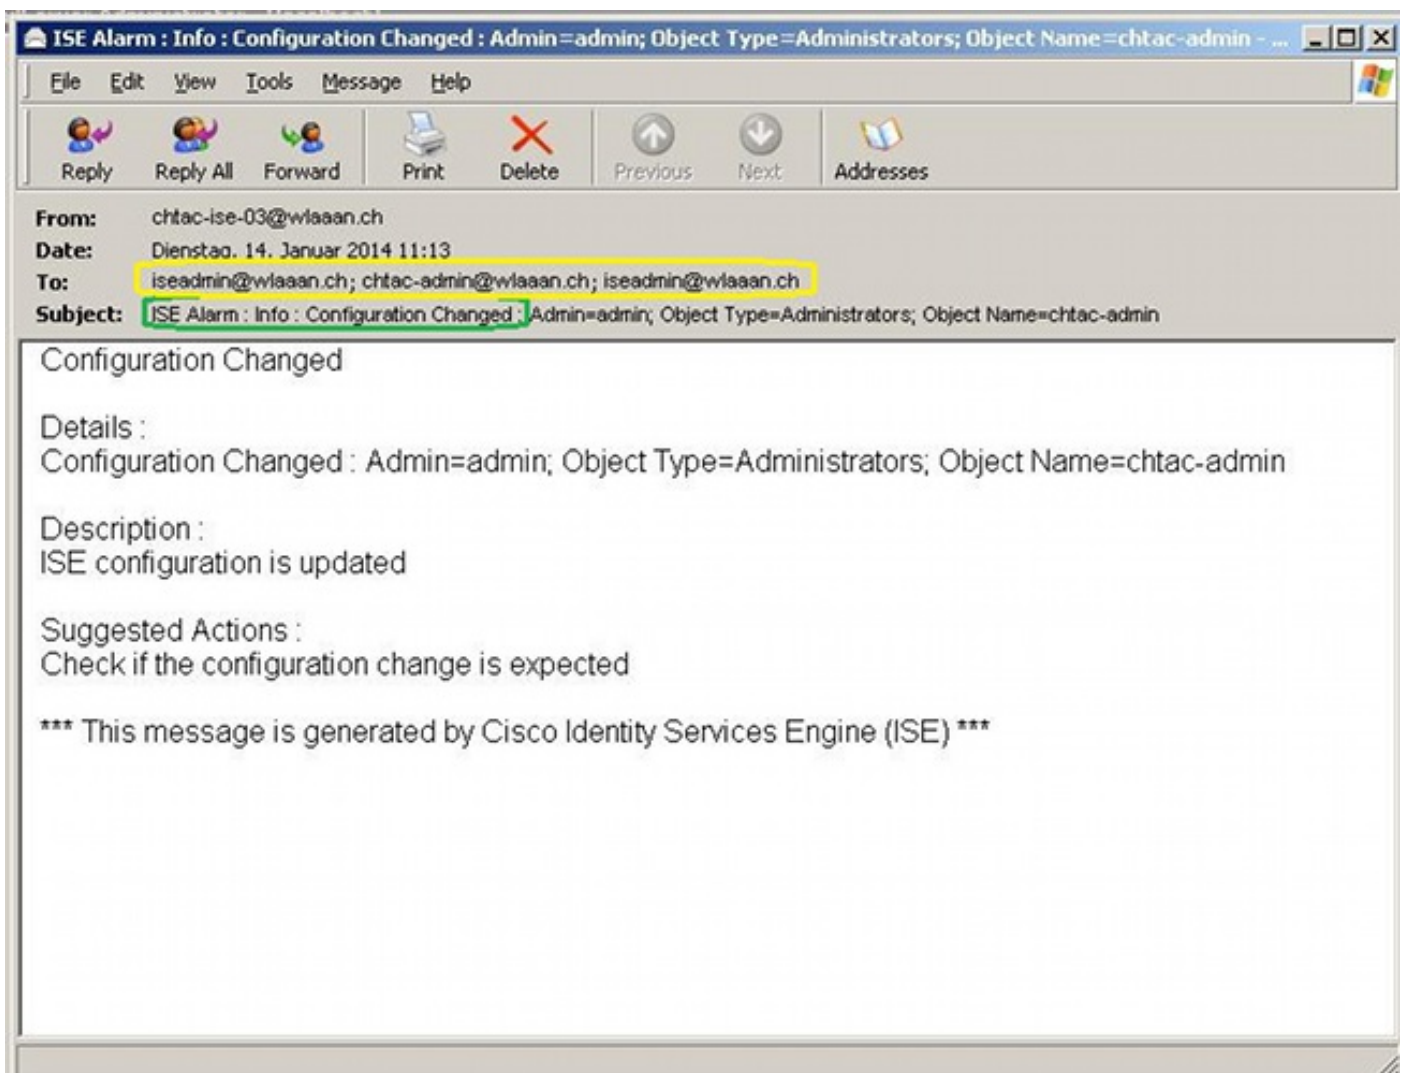 ISE Alarm : Info : Configuration Changed : Admin=admin; Object Type=Administrators; Object Name=chtac-admin - ...
File Edit View Tools Message Help
Reply Reply All Forward Print Delete Previous Next Addresses
From: chtac-ise-03@wlaaan.ch
Date: Dienstag, 14. Januar 2014 11:13
To: iseadmin@wlaaan.ch; chtac-admin@wlaaan.ch; iseadmin@wlaaan.ch
Subject: ISE Alarm : Info : Configuration Changed : Admin=admin; Object Type=Administrators; Object Name=chtac-admin
Configuration Changed
Details :
Configuration Changed : Admin=admin; Object Type=Administrators; Object Name=chtac-admin
Description :
ISE configuration is updated
Suggested Actions :
Check if the configuration change is expected
*** This message is generated by Cisco Identity Services Engine (ISE) ***